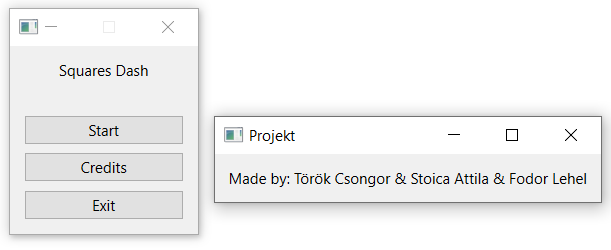 Squares Dash
Start
Credits
Exit
Projekt
Made by: Török Csongor & Stoica Attila & Fodor Lehel